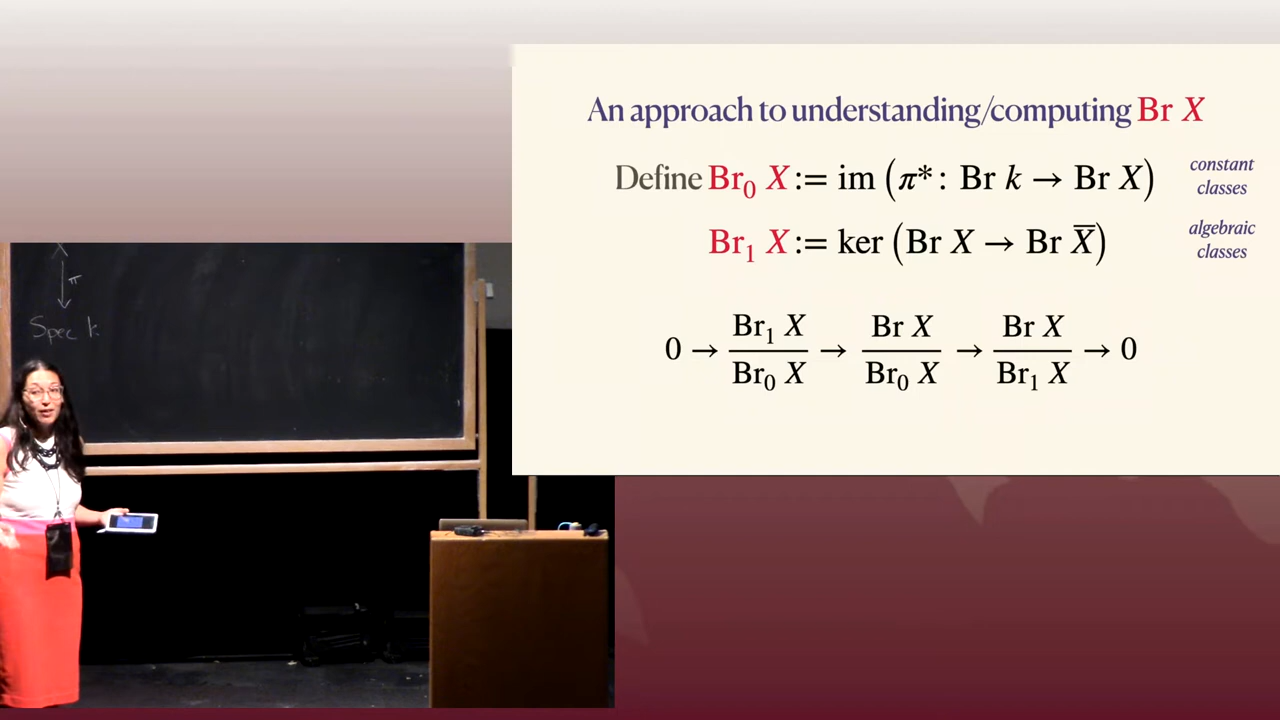 An approach to understanding/computing Br X
Define Br₀ X := im (π* : Br k → Br X)
constant
classes
Br₁ X := ker (Br X → Br X̅)
algebraic
classes
0 → Br₁ X / Br₀ X → Br X / Br₀ X → Br X / Br₁ X → 0
X
π
Spec k